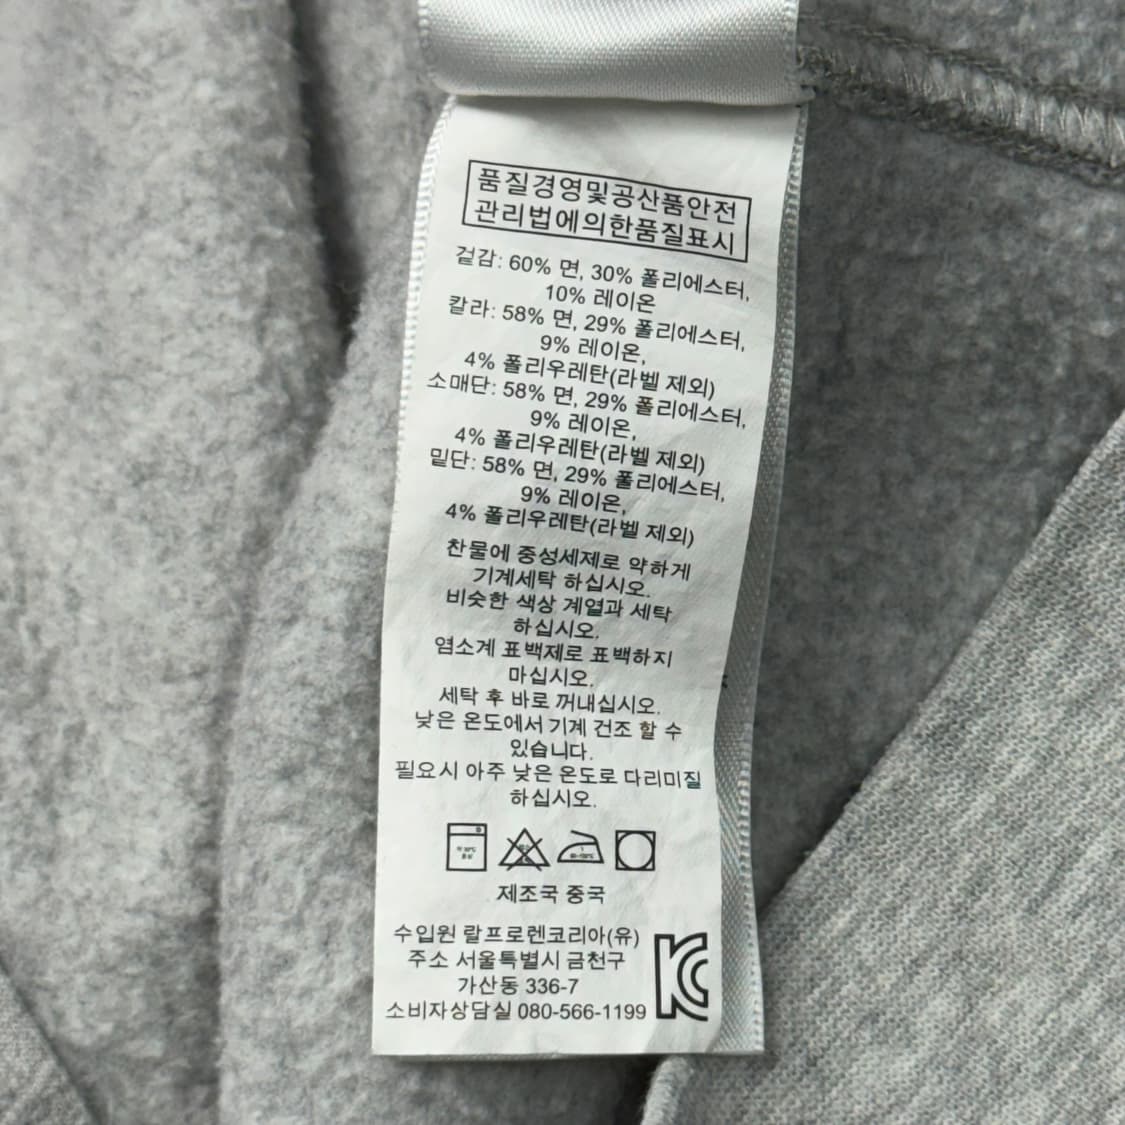 품질경영및공산품안전
관리법에의한품질표시
겉감: 60% 면, 30% 폴리에스터,
10% 레이온
칼라: 58% 면, 29% 폴리에스터,
9% 레이온,
4% 폴리우레탄(라벨 제외)
소매단: 58% 면, 29% 폴리에스터,
9% 레이온,
4% 폴리우레탄(라벨 제외)
밑단: 58% 면, 29% 폴리에스터,
9% 레이온,
4% 폴리우레탄(라벨 제외)
찬물에 중성세제로 약하게
기계세탁 하십시오.
비슷한 색상 계열과 세탁
하십시오.
염소계 표백제로 표백하지
마십시오.
세탁 후 바로 꺼내십시오.
낮은 온도에서 기계 건조 할 수
있습니다.
필요시 아주 낮은 온도로 다리미질
하십시오.
제조국 중국
수입원 랄프로렌코리아(유)
주소 서울특별시 금천구
가산동 336-7
소비자상담실 080-566-1199
KC